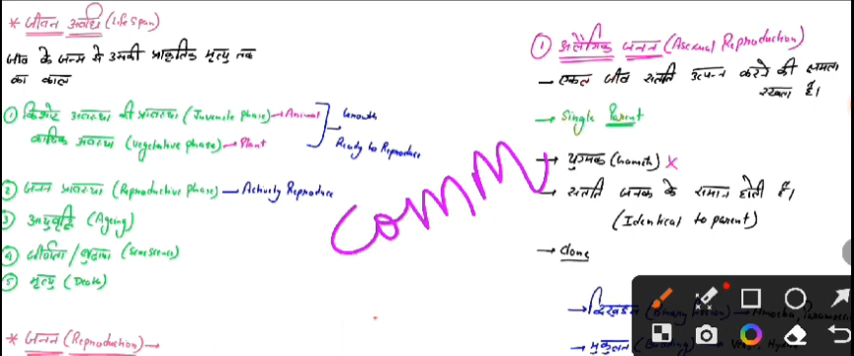 * जीवन अवधि (Life Span)
जीव के जन्म से उसकी प्राकृतिक मृत्यु तक
का काल
① किशोर अवस्था की प्रावस्था (Juvenile phase) → Animal
Growth
कायिक अवस्था (Vegetative phase) → Plant
Ready to Reproduce
② जनन प्रावस्था (Reproductive phase) → Actively Reproduce
③ आयुवृद्धि (Ageing)
④ जीर्णता / बुढ़ापा (Senescence)
⑤ मृत्यु (Death)
* जनन (Reproduction) →
COMM
① अलैंगिक जनन (Asexual Reproduction)
→ एकल जीव संतति उत्पन्न करने की क्षमता
रखता है।
→ Single Parent
→ युग्मक (Gamete) ×
→ संतति जनक के समान होती है।
(Identical to parent)
→ clone
→ (Binary Fission) → Amoeba,
→ मुकुलन (Budding) →